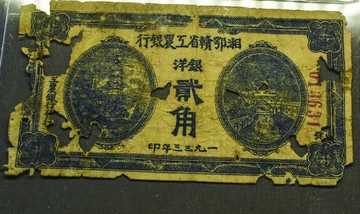 湘鄂贛省工農銀行
銀洋
貳角
一九三三年印